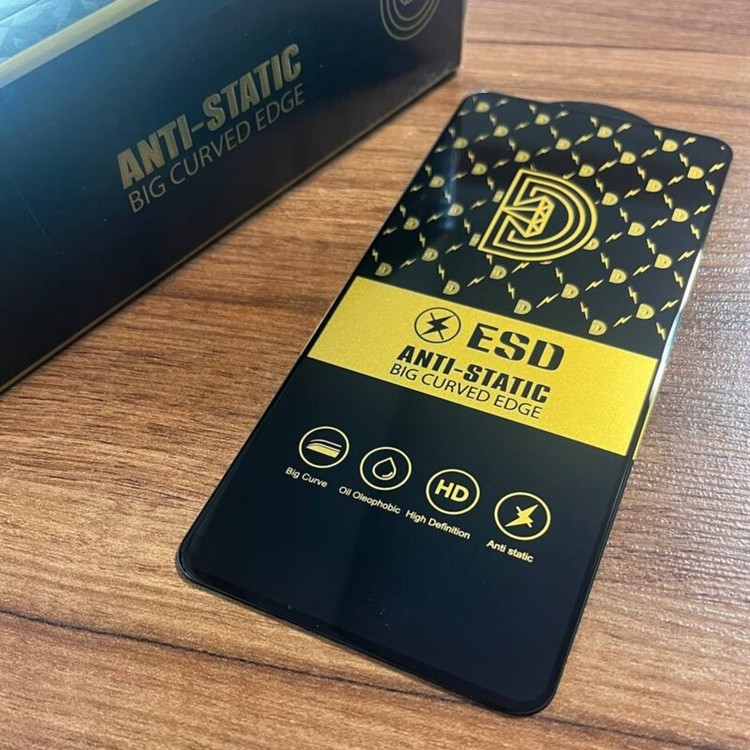 ANTI-STATIC
BIG CURVED EDGE
D
ESD
ANTI-STATIC
BIG CURVED EDGE
HD
Big Curve
Oil Oleophobic
High Definition
Anti static